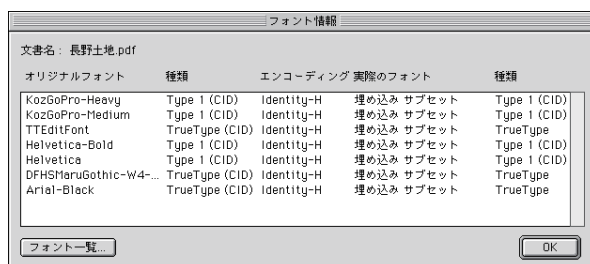 フォント情報
文書名： 長野土地.pdf
オリジナルフォント 種類 エンコーディング 実際のフォント 種類
KozGoPro-Heavy Type 1 (CID) Identity-H 埋め込み サブセット Type 1 (CID)
KozGoPro-Medium Type 1 (CID) Identity-H 埋め込み サブセット Type 1 (CID)
TTEditFont TrueType (CID) Identity-H 埋め込み サブセット TrueType
Helvetica-Bold Type 1 (CID) Identity-H 埋め込み サブセット Type 1 (CID)
Helvetica Type 1 (CID) Identity-H 埋め込み サブセット Type 1 (CID)
DFHSMaruGothic-W4-... TrueType (CID) Identity-H 埋め込み サブセット TrueType
Arial-Black TrueType (CID) Identity-H 埋め込み サブセット TrueType
フォント一覧... OK